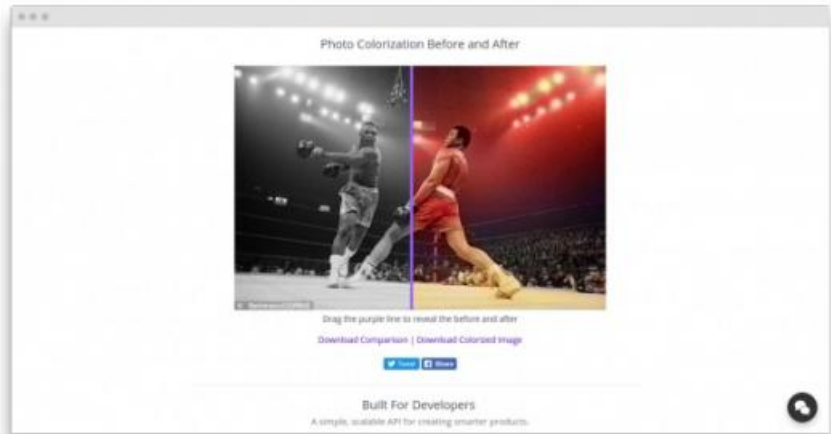 Photo Colorization Before and After
Drag the purple line to reveal the before and after
Download Comparison | Download Colorized Image
Tweet Share
Built For Developers
A simple, scalable API for creating smarter products.